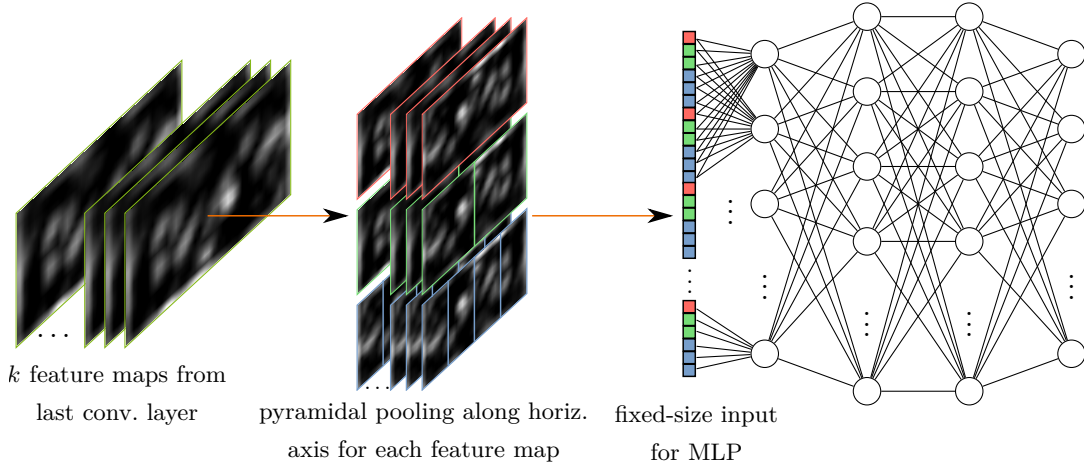 k feature maps from
last conv. layer
pyramidal pooling along horiz.
axis for each feature map
fixed-size input
for MLP